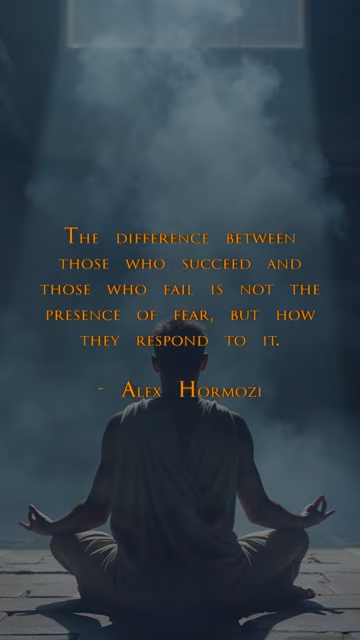 The difference between
those who succeed and
those who fail is not the
presence of fear, but how
they respond to it.
- Alex Hormozi